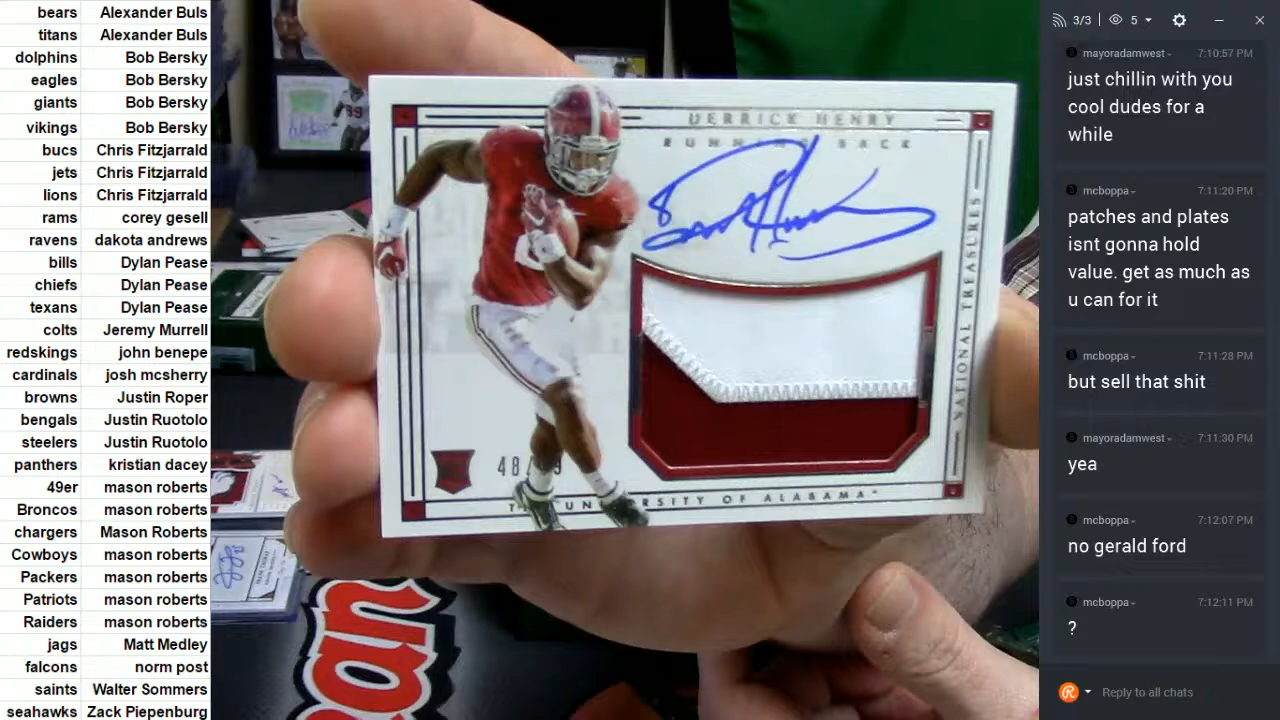 bears Alexander Buls
titans Alexander Buls
dolphins Bob Bersky
eagles Bob Bersky
giants Bob Bersky
vikings Bob Bersky
bucs Chris Fitzjarrald
jets Chris Fitzjarrald
lions Chris Fitzjarrald
rams corey gesell
ravens dakota andrews
bills Dylan Pease
chiefs Dylan Pease
texans Dylan Pease
colts Jeremy Murrell
redskings john benepe
cardinals josh mcsherry
browns Justin Roper
bengals Justin Ruotolo
steelers Justin Ruotolo
panthers kristian dacey
49er mason roberts
Broncos mason roberts
chargers Mason Roberts
Cowboys mason roberts
Packers mason roberts
Patriots mason roberts
Raiders mason roberts
jags Matt Medley
falcons norm post
saints Walter Sommers
seahawks Zack Piepenburg
DERRICK HENRY
RUNNING BACK
NATIONAL TREASURES
UNIVERSITY OF ALABAMA
3/3 5
mayoradamwest 7:10:57 PM
just chillin with you
cool dudes for a
while
mcboppa 7:11:20 PM
patches and plates
isnt gonna hold
value. get as much as
u can for it
mcboppa 7:11:28 PM
but sell that shit
mayoradamwest 7:11:30 PM
yea
mcboppa 7:12:07 PM
no gerald ford
mcboppa 7:12:11 PM
?
Reply to all chats